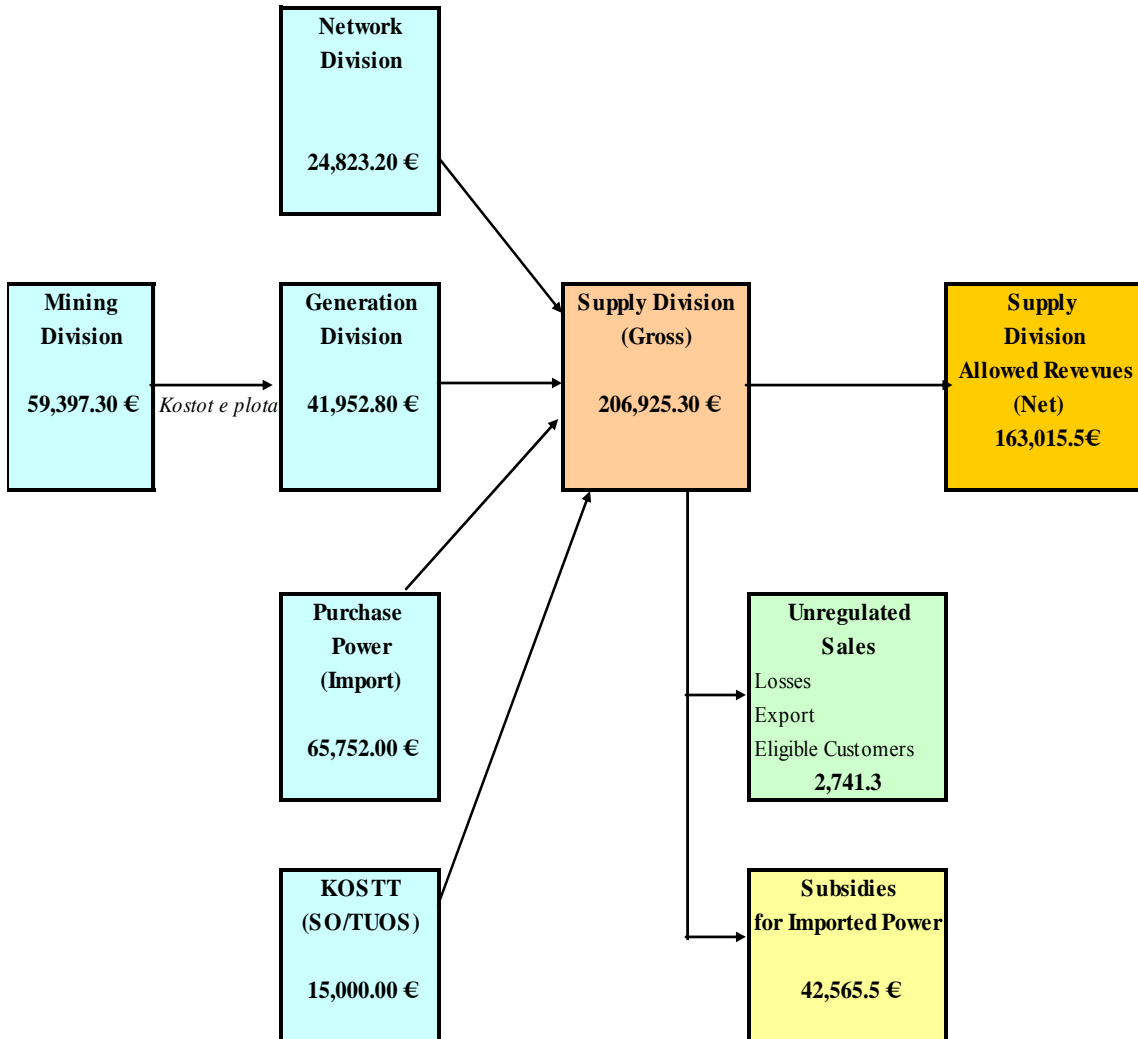 Network
Division
24,823.20 €
Mining
Division
59,397.30 €
Kostot e plota
Generation
Division
41,952.80 €
Supply Division
(Gross)
206,925.30 €
Supply
Division
Allowed Revevues
(Net)
163,015.5€
Purchase
Power
(Import)
65,752.00 €
Unregulated
Sales
Losses
Export
Eligible Customers
2,741.3
KOSTT
(SO/TUOS)
15,000.00 €
Subsidies
for Imported Power
42,565.5 €